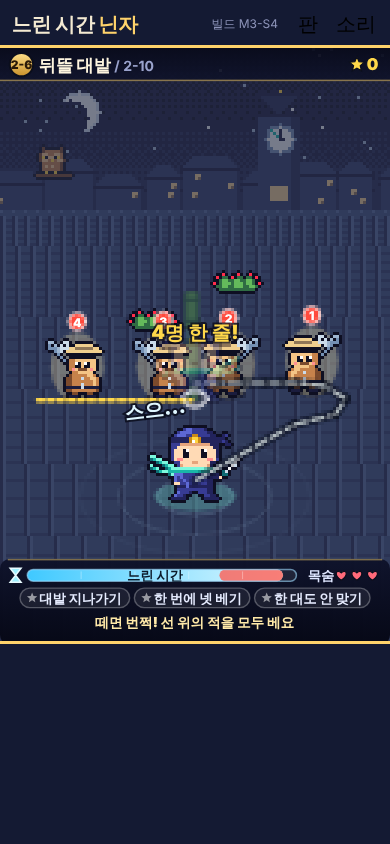 느린 시간 닌자 빌드 M3-S4 판 소리
2-6 뒤뜰 대밭 / 2-10 ★ 0
4 3 2 1
4명 한 줄!
스으...
느린 시간 목숨
★대밭 지나가기 ★한 번에 넷 베기 ★한 대도 안 맞기
떼면 번쩍! 선 위의 적을 모두 베요